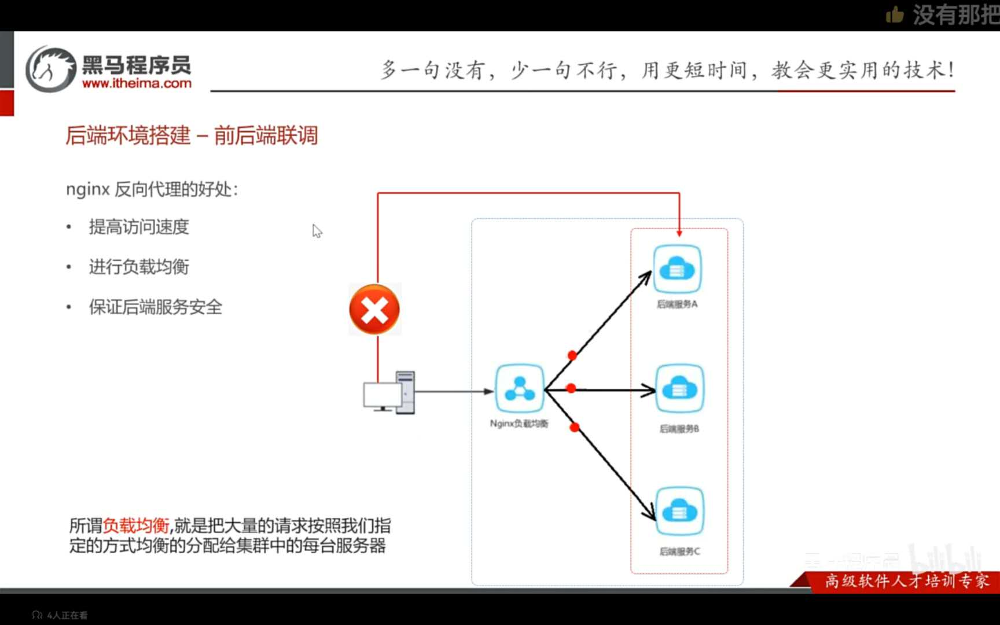 没有那把
黑马程序员
www.itheima.com
多一句没有，少一句不行，用更短时间，教会更实用的技术！
后端环境搭建 – 前后端联调
nginx 反向代理的好处：
• 提高访问速度
• 进行负载均衡
• 保证后端服务安全
后端服务A
Nginx负载均衡
后端服务B
后端服务C
所谓负载均衡,就是把大量的请求按照我们指
定的方式均衡的分配给集群中的每台服务器
黑马程序员 bilibili
高级软件人才培训专家
4人正在看